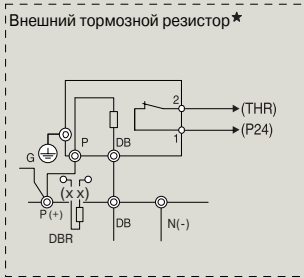 Внешний тормозной резистор★
2
(THR)
P
DB
1
(P24)
G
(x x)
P(+)
DB
N(-)
DBR